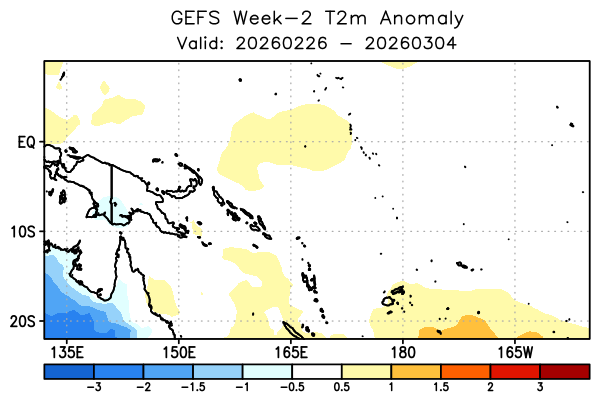 GEFS Week-2 T2m Anomaly
Valid: 20260226 - 20260304
EQ
10S
20S
135E 150E 165E 180 165W
-3 -2 -1.5 -1 -0.5 0.5 1 1.5 2 3